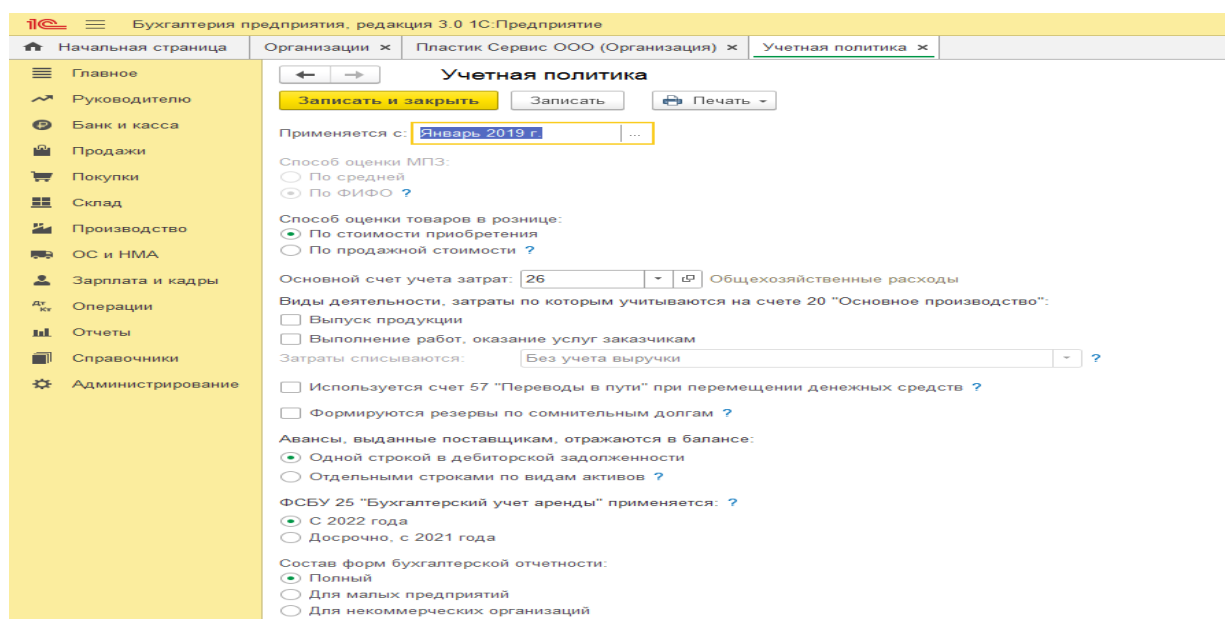 1С Бухгалтерия предприятия, редакция 3.0 1С:Предприятие
Начальная страница Организации × Пластик Сервис ООО (Организация) × Учетная политика ×
Главное
Руководителю
Банк и касса
Продажи
Покупки
Склад
Производство
ОС и НМА
Зарплата и кадры
Дт Кт Операции
Отчеты
Справочники
Администрирование
Учетная политика
Записать и закрыть Записать Печать
Применяется с: Январь 2019 г. ...
Способ оценки МПЗ:
По средней
По ФИФО ?
Способ оценки товаров в рознице:
По стоимости приобретения
По продажной стоимости ?
Основной счет учета затрат: 26 Общехозяйственные расходы
Виды деятельности, затраты по которым учитываются на счете 20 "Основное производство":
Выпуск продукции
Выполнение работ, оказание услуг заказчикам
Затраты списываются: Без учета выручки ?
Используется счет 57 "Переводы в пути" при перемещении денежных средств ?
Формируются резервы по сомнительным долгам ?
Авансы, выданные поставщикам, отражаются в балансе:
Одной строкой в дебиторской задолженности
Отдельными строками по видам активов ?
ФСБУ 25 "Бухгалтерский учет аренды" применяется: ?
С 2022 года
Досрочно, с 2021 года
Состав форм бухгалтерской отчетности:
Полный
Для малых предприятий
Для некоммерческих организаций